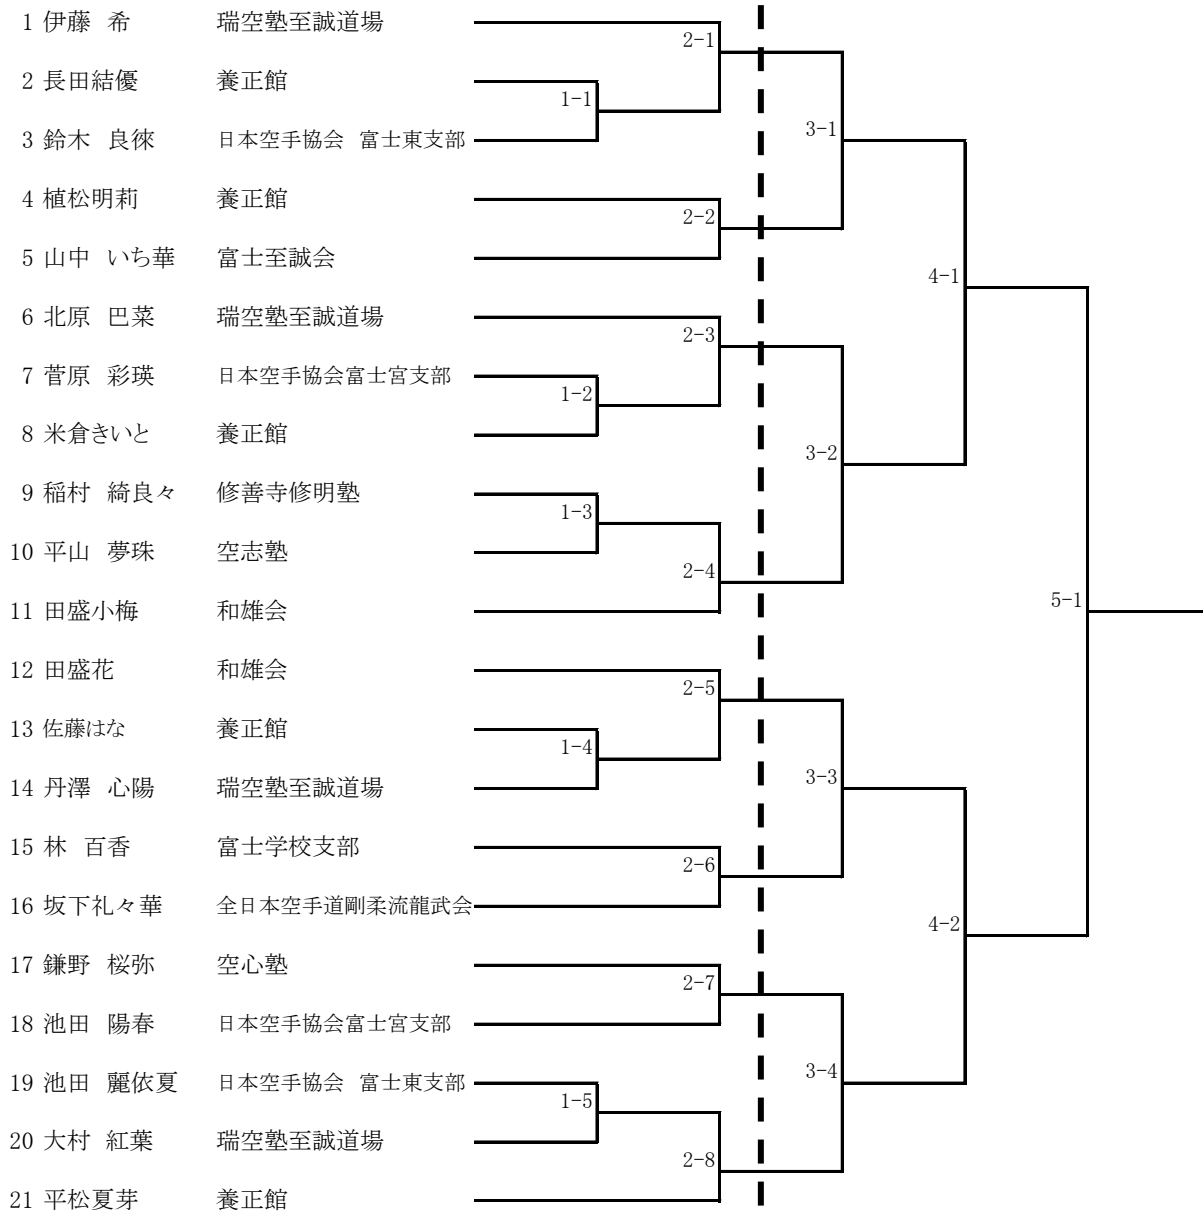 1 伊藤 希 瑞空塾至誠道場
2-1
2 長田結優 養正館
1-1
3-1
3 鈴木 良徠 日本空手協会 富士東支部
4 植松明莉 養正館
2-2
5 山中 いち華 富士至誠会
4-1
6 北原 巴菜 瑞空塾至誠道場
2-3
7 菅原 彩瑛 日本空手協会富士宮支部
1-2
8 米倉きいと 養正館
3-2
9 稲村 綺良々 修善寺修明塾
1-3
10 平山 夢珠 空志塾
2-4
11 田盛小梅 和雄会
5-1
12 田盛花 和雄会
2-5
13 佐藤はな 養正館
1-4
3-3
14 丹澤 心陽 瑞空塾至誠道場
15 林 百香 富士学校支部
2-6
16 坂下礼々華 全日本空手道剛柔流龍武会
4-2
17 鎌野 桜弥 空心塾
2-7
18 池田 陽春 日本空手協会富士宮支部
3-4
19 池田 麗依夏 日本空手協会 富士東支部
1-5
20 大村 紅葉 瑞空塾至誠道場
2-8
21 平松夏芽 養正館